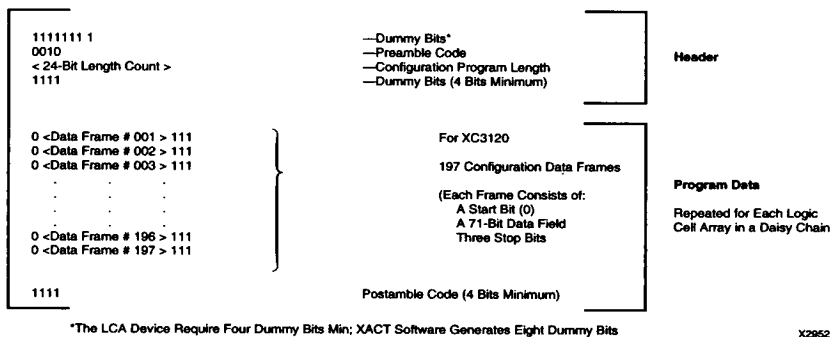 1111111 1 —Dummy Bits*
0010 —Preamble Code
< 24-Bit Length Count > —Configuration Program Length
1111 —Dummy Bits (4 Bits Minimum)
Header
0 <Data Frame # 001 > 111
0 <Data Frame # 002 > 111
0 <Data Frame # 003 > 111
. . .
. . .
. . .
. . .
0 <Data Frame # 196 > 111
0 <Data Frame # 197 > 111
For XC3120
197 Configuration Data Frames
(Each Frame Consists of:
A Start Bit (0)
A 71-Bit Data Field
Three Stop Bits
Program Data
Repeated for Each Logic
Cell Array in a Daisy Chain
1111 Postamble Code (4 Bits Minimum)
*The LCA Device Require Four Dummy Bits Min; XACT Software Generates Eight Dummy Bits
X2952